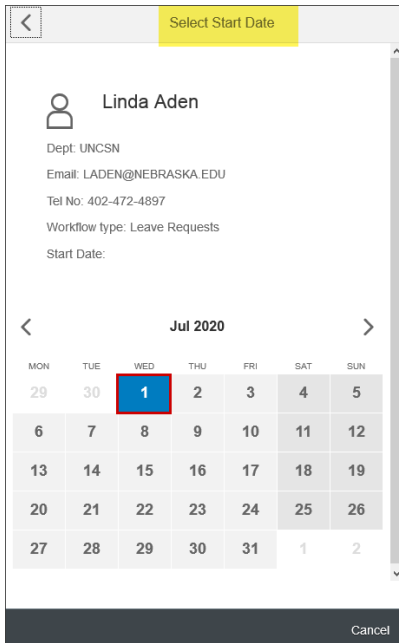 Select Start Date
Linda Aden
Dept: UNCSN
Email: LADEN@NEBRASKA.EDU
Tel No: 402-472-4897
Workflow type: Leave Requests
Start Date:
Jul 2020
MON TUE WED THU FRI SAT SUN
29 30 1 2 3 4 5
6 7 8 9 10 11 12
13 14 15 16 17 18 19
20 21 22 23 24 25 26
27 28 29 30 31 1 2
Cancel